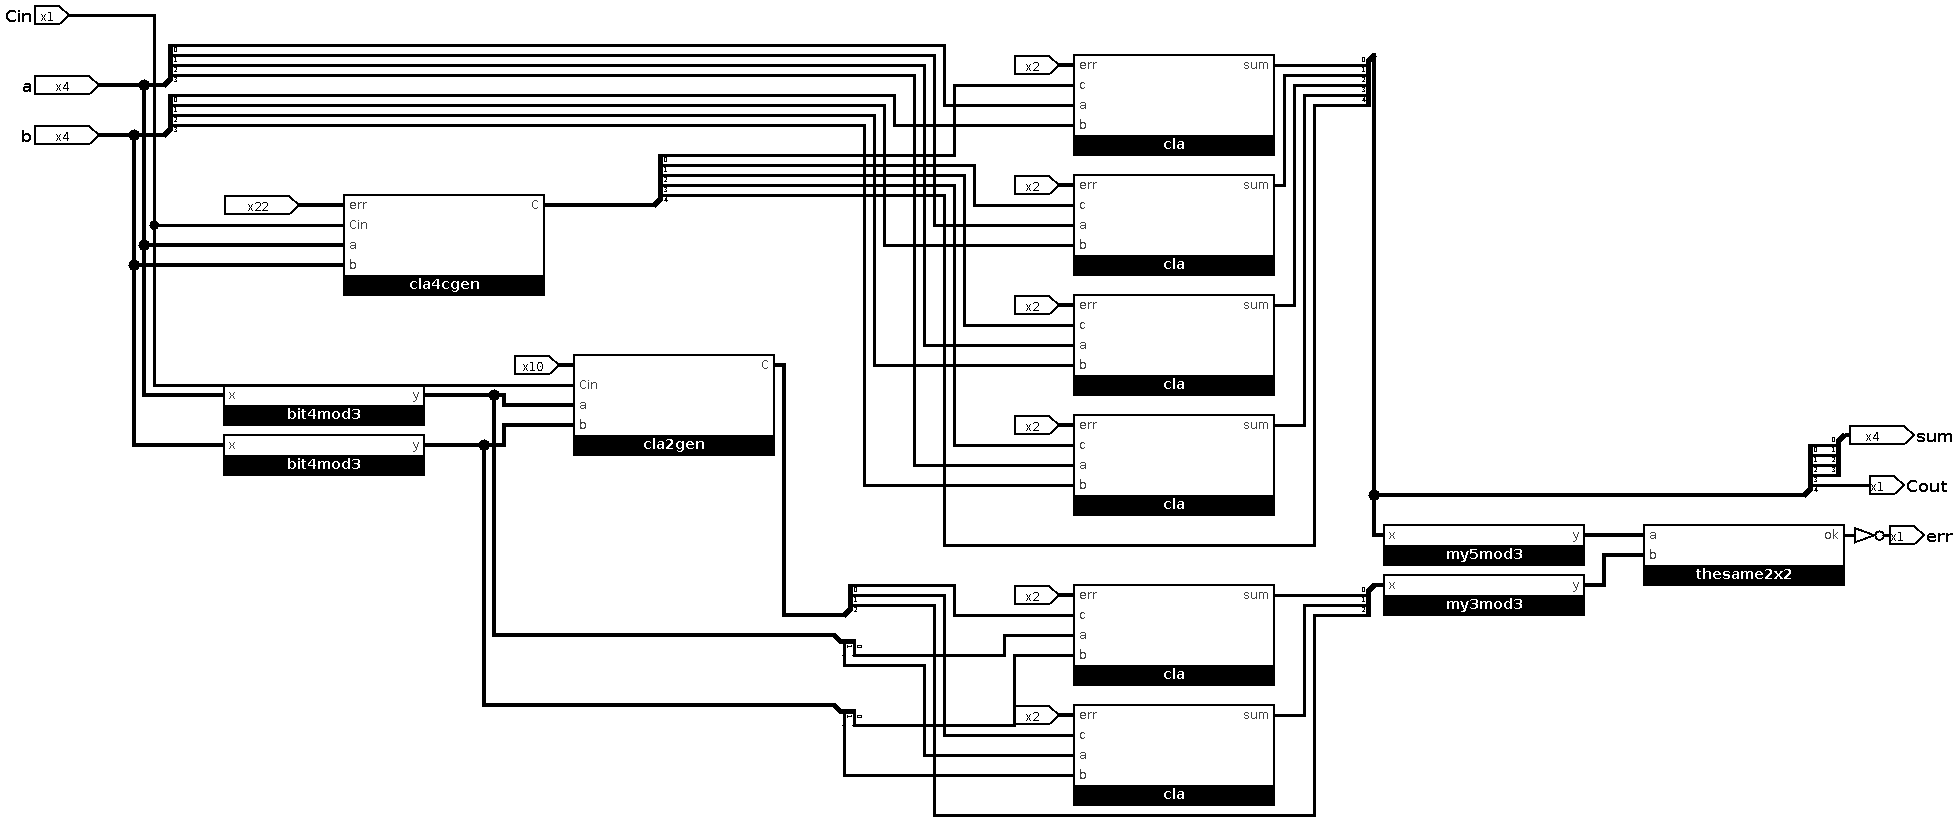 Cin x1
a x4
b x4
0
1
2
3
0
1
2
3
x22 err C
Cin
a
b
cla4cgen
0
1
2
3
4
x2 err sum
c
a
b
cla
x2 err sum
c
a
b
cla
x2 err sum
c
a
b
cla
x2 err sum
c
a
b
cla
0
1
2
3
4
x10 C
Cin
a
b
cla2gen
x y
bit4mod3
x y
bit4mod3
0
1
2
1 0
1 0
x2 err sum
c
a
b
cla
x2 err sum
c
a
b
cla
0
1
2
x y
my5mod3
x y
my3mod3
a ok
b
thesame2x2
0
1
2
3
4
0
1
2
3
x4 sum
x1 Cout
x1 err